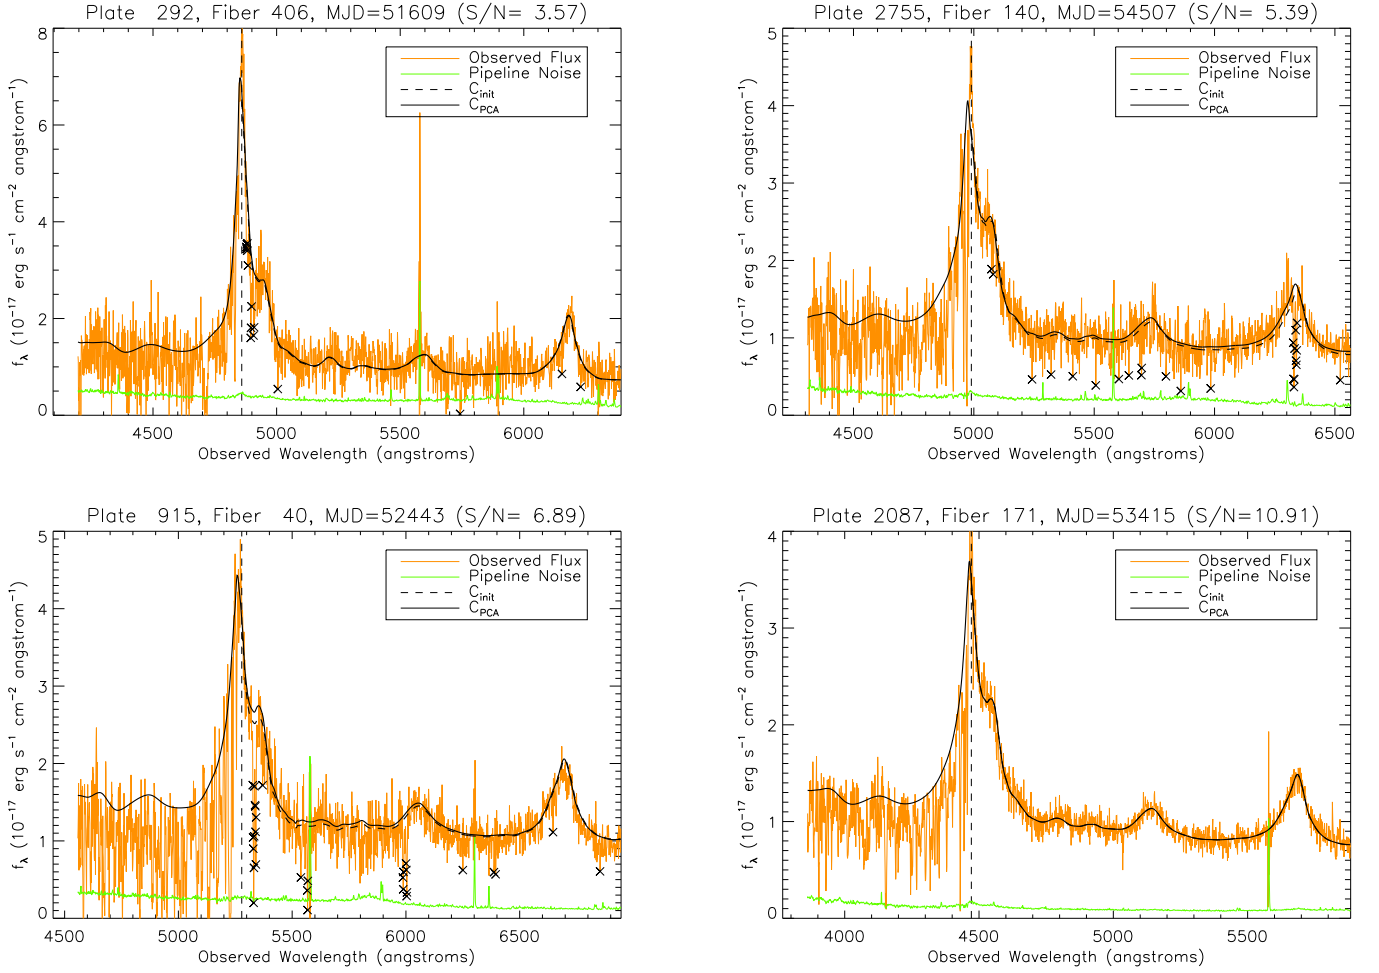 Plate 292, Fiber 406, MJD=51609 (S/N= 3.57)
8
6
4
2
0
f_λ (10^−17 erg s^−1 cm^−2 angstrom^−1)
Observed Flux
Pipeline Noise
C_init
C_PCA
4500 5000 5500 6000
Observed Wavelength (angstroms)
Plate 2755, Fiber 140, MJD=54507 (S/N= 5.39)
5
4
3
2
1
0
f_λ (10^−17 erg s^−1 cm^−2 angstrom^−1)
Observed Flux
Pipeline Noise
C_init
C_PCA
4500 5000 5500 6000 6500
Observed Wavelength (angstroms)
Plate 915, Fiber 40, MJD=52443 (S/N= 6.89)
5
4
3
2
1
0
f_λ (10^−17 erg s^−1 cm^−2 angstrom^−1)
Observed Flux
Pipeline Noise
C_init
C_PCA
4500 5000 5500 6000 6500
Observed Wavelength (angstroms)
Plate 2087, Fiber 171, MJD=53415 (S/N=10.91)
4
3
2
1
0
f_λ (10^−17 erg s^−1 cm^−2 angstrom^−1)
Observed Flux
Pipeline Noise
C_init
C_PCA
4000 4500 5000 5500
Observed Wavelength (angstroms)